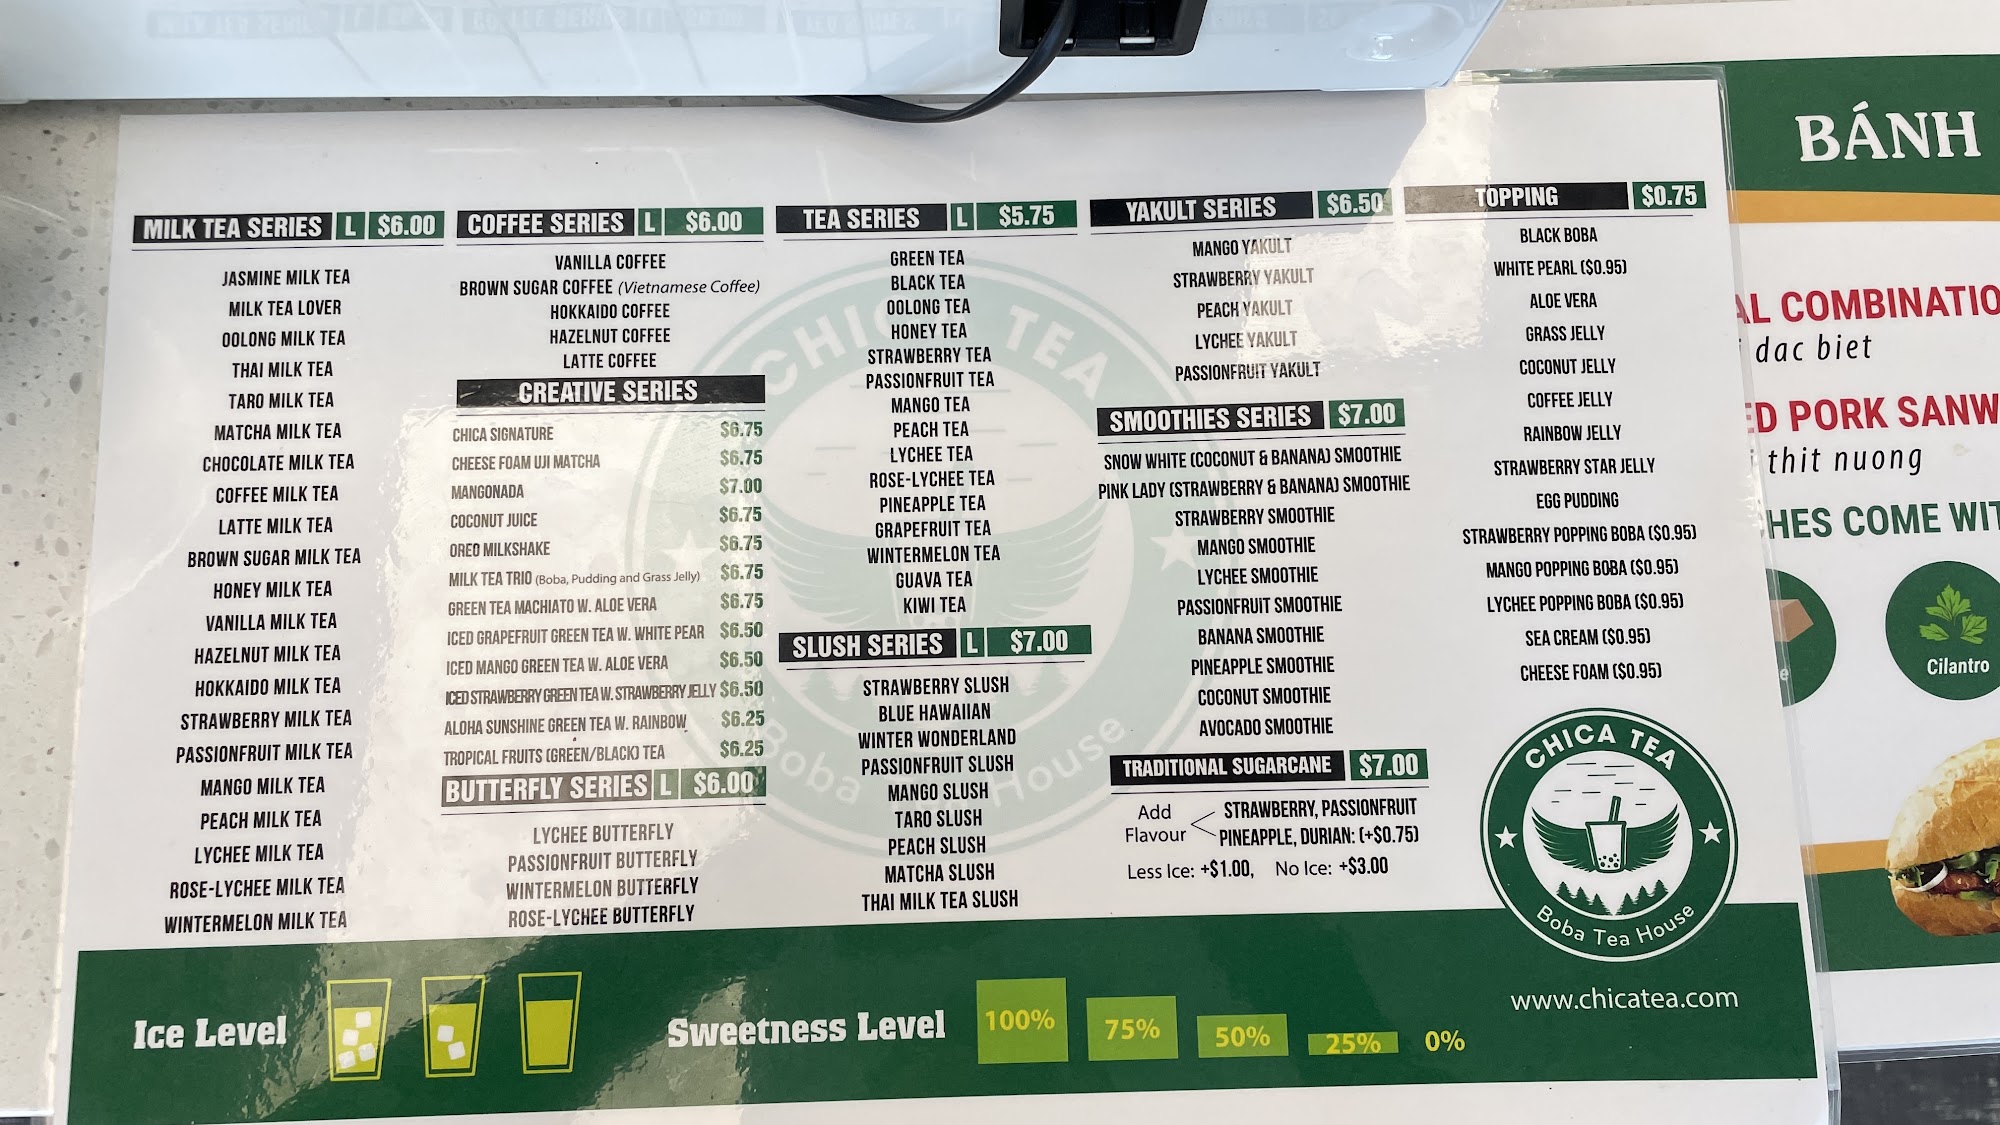 MILK TEA SERIES L $6.00
JASMINE MILK TEA
MILK TEA LOVER
OOLONG MILK TEA
THAI MILK TEA
TARO MILK TEA
MATCHA MILK TEA
CHOCOLATE MILK TEA
COFFEE MILK TEA
LATTE MILK TEA
BROWN SUGAR MILK TEA
HONEY MILK TEA
VANILLA MILK TEA
HAZELNUT MILK TEA
HOKKAIDO MILK TEA
STRAWBERRY MILK TEA
PASSIONFRUIT MILK TEA
MANGO MILK TEA
PEACH MILK TEA
LYCHEE MILK TEA
ROSE-LYCHEE MILK TEA
WINTERMELON MILK TEA
COFFEE SERIES L $6.00
VANILLA COFFEE
BROWN SUGAR COFFEE (Vietnamese Coffee)
HOKKAIDO COFFEE
HAZELNUT COFFEE
LATTE COFFEE
CREATIVE SERIES
CHICA SIGNATURE $6.75
CHEESE FOAM UJI MATCHA $6.75
MANGONADA $7.00
COCONUT JUICE $6.75
OREO MILKSHAKE $6.75
MILK TEA TRIO (Boba, Pudding and Grass Jelly) $6.75
GREEN TEA MACHIATO W. ALOE VERA $6.75
ICED GRAPEFRUIT GREEN TEA W. WHITE PEAR $6.50
ICED MANGO GREEN TEA W. ALOE VERA $6.50
ICED STRAWBERRY GREEN TEA W. STRAWBERRY JELLY $6.50
ALOHA SUNSHINE GREEN TEA W. RAINBOW $6.25
TROPICAL FRUITS (GREEN/BLACK) TEA $6.25
BUTTERFLY SERIES L $6.00
LYCHEE BUTTERFLY
PASSIONFRUIT BUTTERFLY
WINTERMELON BUTTERFLY
ROSE-LYCHEE BUTTERFLY
TEA SERIES L $5.75
GREEN TEA
BLACK TEA
OOLONG TEA
HONEY TEA
STRAWBERRY TEA
PASSIONFRUIT TEA
MANGO TEA
PEACH TEA
LYCHEE TEA
ROSE-LYCHEE TEA
PINEAPPLE TEA
GRAPEFRUIT TEA
WINTERMELON TEA
GUAVA TEA
KIWI TEA
SLUSH SERIES L $7.00
STRAWBERRY SLUSH
BLUE HAWAIIAN
WINTER WONDERLAND
PASSIONFRUIT SLUSH
MANGO SLUSH
TARO SLUSH
PEACH SLUSH
MATCHA SLUSH
THAI MILK TEA SLUSH
YAKULT SERIES $6.50
MANGO YAKULT
STRAWBERRY YAKULT
PEACH YAKULT
LYCHEE YAKULT
PASSIONFRUIT YAKULT
SMOOTHIES SERIES $7.00
SNOW WHITE (COCONUT & BANANA) SMOOTHIE
PINK LADY (STRAWBERRY & BANANA) SMOOTHIE
STRAWBERRY SMOOTHIE
MANGO SMOOTHIE
LYCHEE SMOOTHIE
PASSIONFRUIT SMOOTHIE
BANANA SMOOTHIE
PINEAPPLE SMOOTHIE
COCONUT SMOOTHIE
AVOCADO SMOOTHIE
TRADITIONAL SUGARCANE $7.00
Add Flavour
STRAWBERRY, PASSIONFRUIT
PINEAPPLE, DURIAN: (+$0.75)
Less Ice: +$1.00, No Ice: +$3.00
TOPPING $0.75
BLACK BOBA
WHITE PEARL ($0.95)
ALOE VERA
GRASS JELLY
COCONUT JELLY
COFFEE JELLY
RAINBOW JELLY
STRAWBERRY STAR JELLY
EGG PUDDING
STRAWBERRY POPPING BOBA ($0.95)
MANGO POPPING BOBA ($0.95)
LYCHEE POPPING BOBA ($0.95)
SEA CREAM ($0.95)
CHEESE FOAM ($0.95)
CHICA TEA
Boba Tea House
CHICA TEA
Boba Tea House
Ice Level
Sweetness Level
100%
75%
50%
25%
0%
www.chicatea.com
BÁNH
AL COMBINATIO
dac biet
ED PORK SANW
thit nuong
HES COME WIT
Cilantro